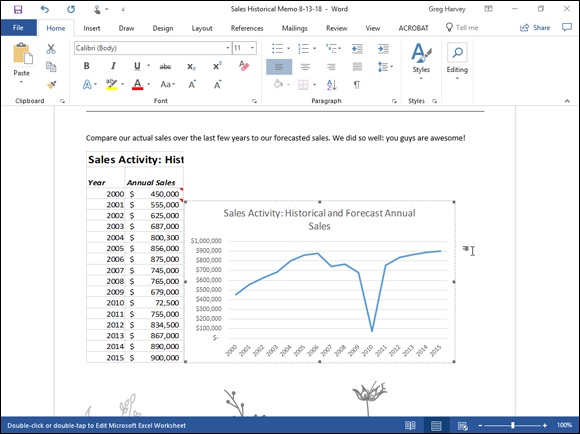 Sales Historical Memo 8-13-18 - Word
Greg Harvey
File Home Insert Draw Design Layout References Mailings Review View ACROBAT Tell me Share
Paste
Calibri (Body) 11
B I U abc X₂ X²
A aby A Aa A A
Styles
Editing
Clipboard Font Paragraph Styles
Compare our actual sales over the last few years to our forecasted sales. We did so well: you guys are awesome!
Sales Activity: Hist
Year Annual Sales
2000 $ 450,000
2001 $ 555,000
2002 $ 625,000
2003 $ 687,000
2004 $ 800,300
2005 $ 856,000
2006 $ 875,000
2007 $ 745,000
2008 $ 765,000
2009 $ 679,000
2010 $ 72,500
2011 $ 755,000
2012 $ 834,500
2013 $ 867,000
2014 $ 890,000
2015 $ 900,000
Sales Activity: Historical and Forecast Annual
Sales
$1,000,000
$900,000
$800,000
$700,000
$600,000
$500,000
$400,000
$300,000
$200,000
$100,000
$-
2000 2001 2002 2003 2004 2005 2006 2007 2008 2009 2010 2011 2012 2013 2014 2015
Double-click or double-tap to Edit Microsoft Excel Worksheet
100%